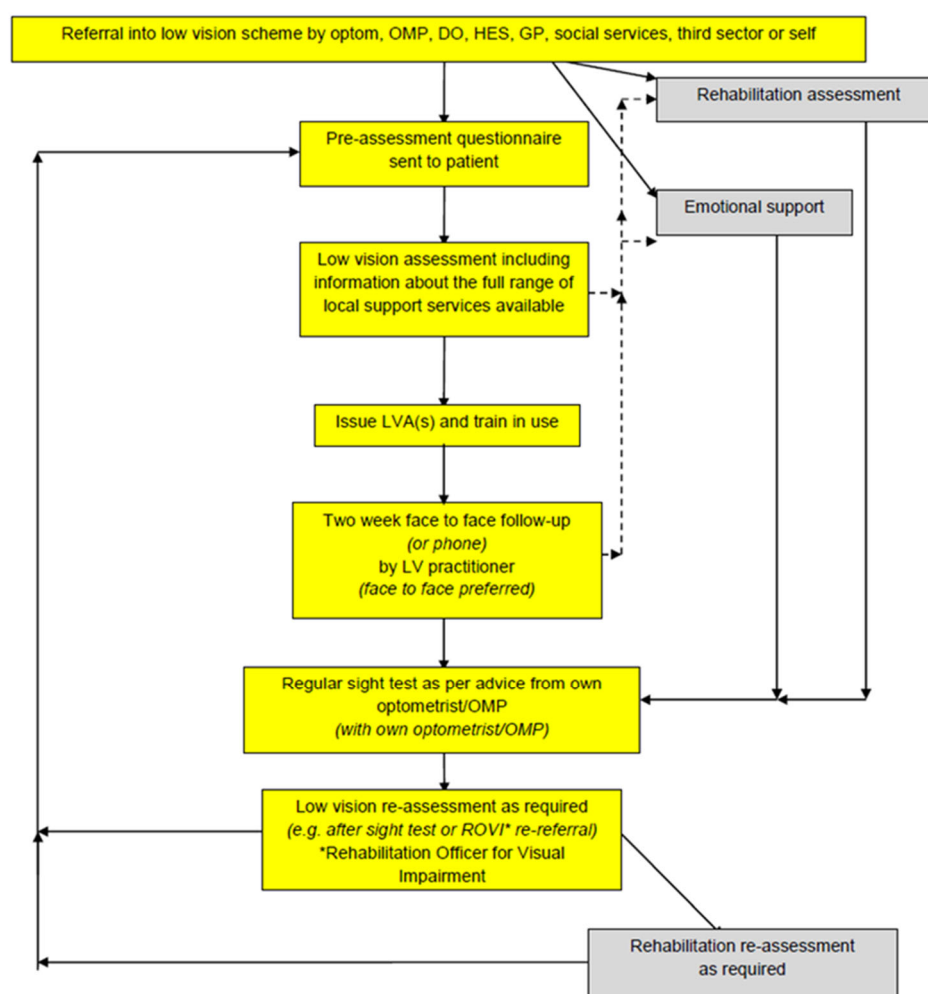 Referral into low vision scheme by optom, OMP, DO, HES, GP, social services, third sector or self
Rehabilitation assessment
Pre-assessment questionnaire
sent to patient
Emotional support
Low vision assessment including
information about the full range of
local support services available
Issue LVA(s) and train in use
Two week face to face follow-up
(or phone)
by LV practitioner
(face to face preferred)
Regular sight test as per advice from own
optometrist/OMP
(with own optometrist/OMP)
Low vision re-assessment as required
(e.g. after sight test or ROVI* re-referral)
*Rehabilitation Officer for Visual
Impairment
Rehabilitation re-assessment
as required